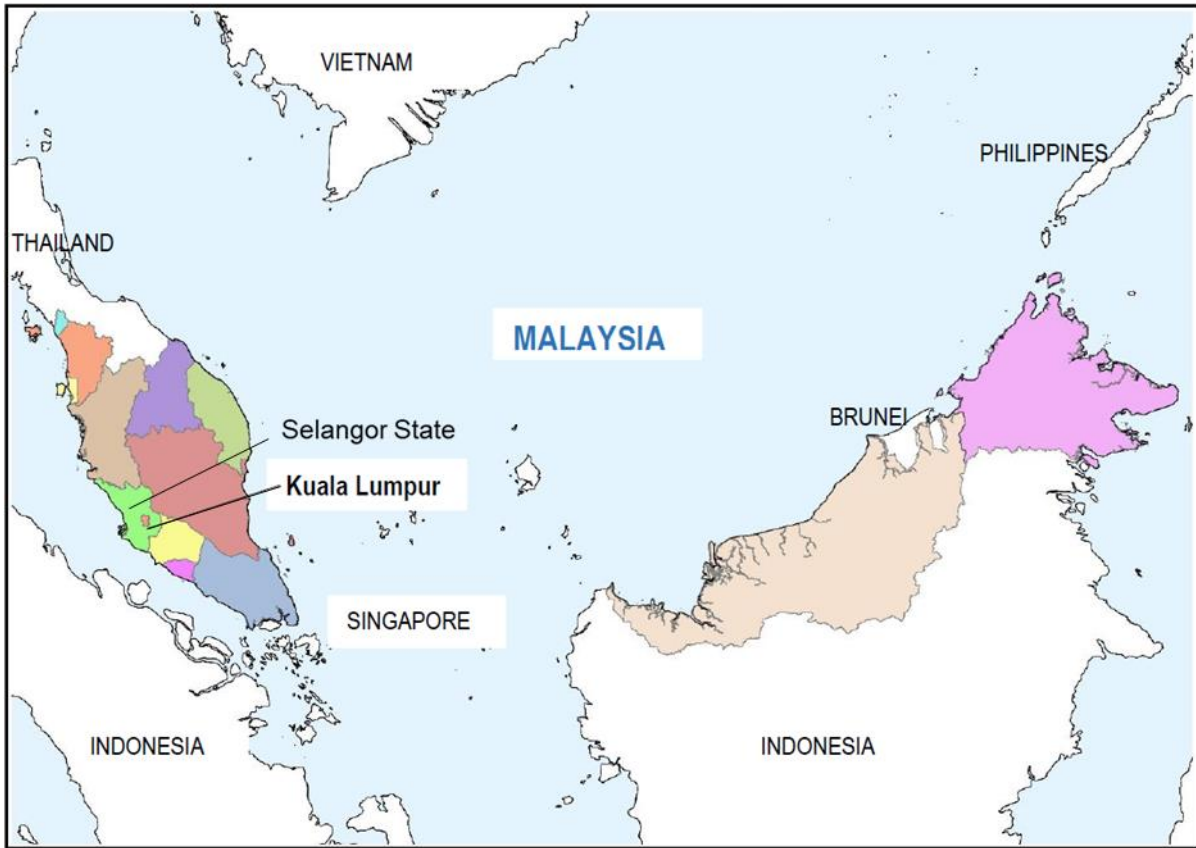 VIETNAM
PHILIPPINES
THAILAND
MALAYSIA
BRUNEI
Selangor State
Kuala Lumpur
SINGAPORE
INDONESIA
INDONESIA